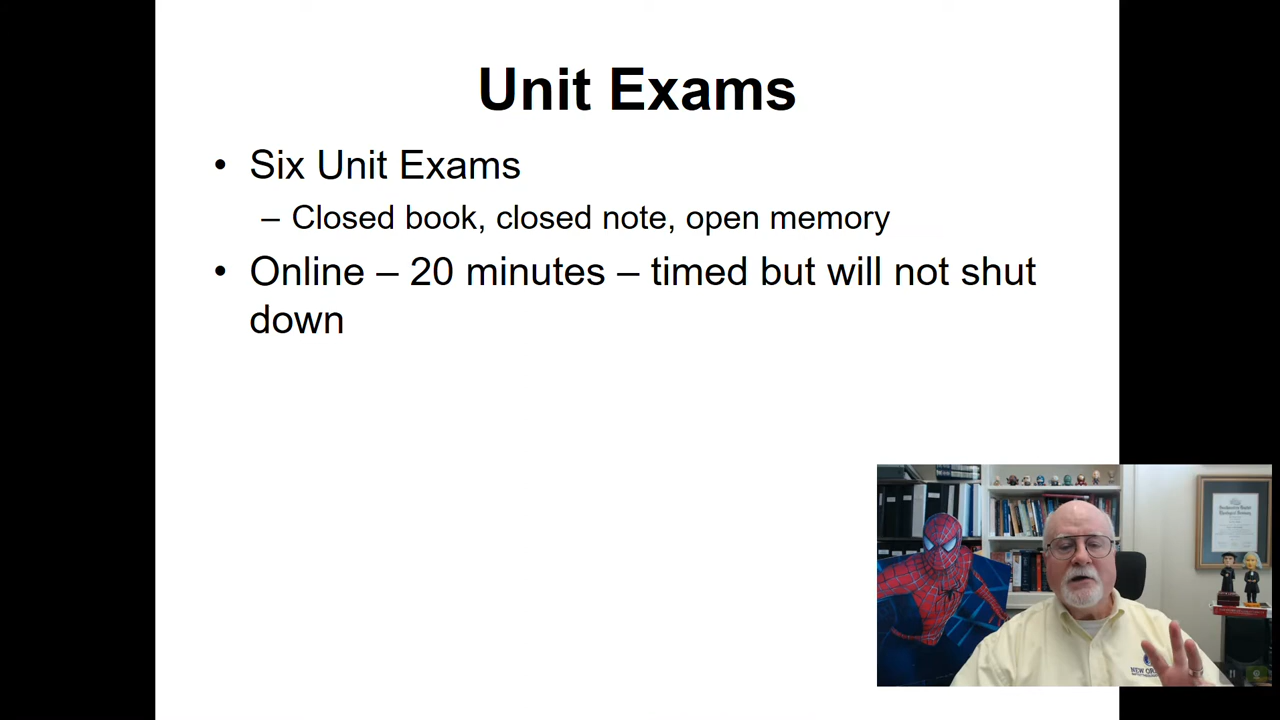 Unit Exams
• Six Unit Exams
– Closed book, closed note, open memory
• Online – 20 minutes – timed but will not shut
down